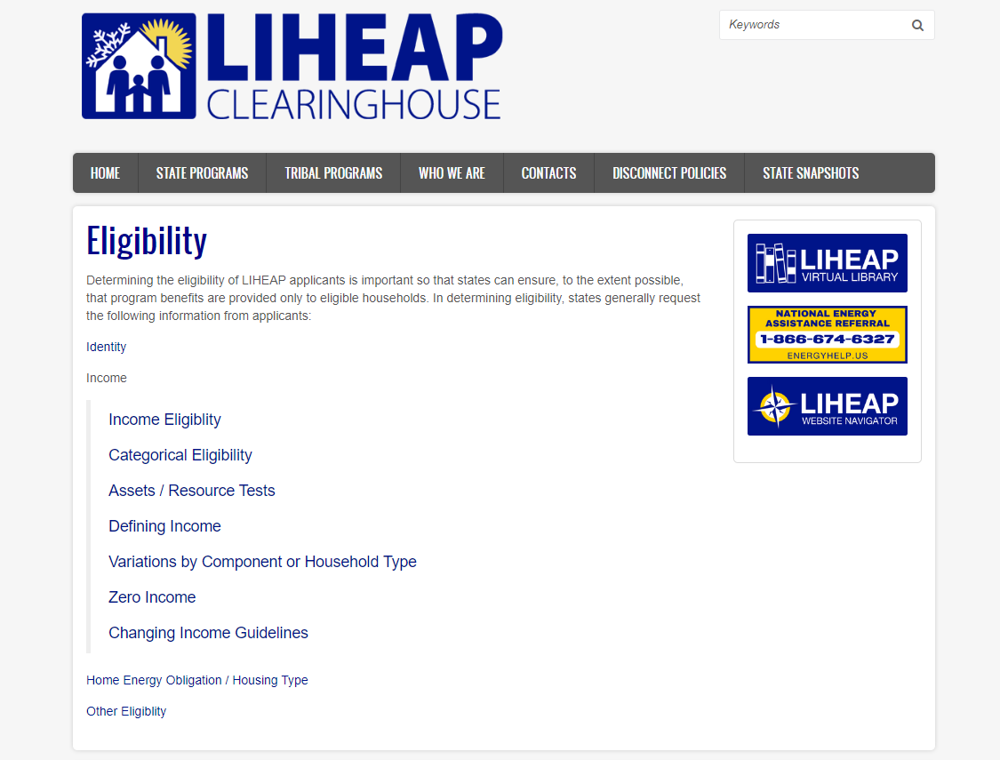 LIHEAP
CLEARINGHOUSE
Keywords
HOME STATE PROGRAMS TRIBAL PROGRAMS WHO WE ARE CONTACTS DISCONNECT POLICIES STATE SNAPSHOTS
Eligibility
Determining the eligibility of LIHEAP applicants is important so that states can ensure, to the extent possible,
that program benefits are provided only to eligible households. In determining eligibility, states generally request
the following information from applicants:
Identity
Income
Income Eligiblity
Categorical Eligibility
Assets / Resource Tests
Defining Income
Variations by Component or Household Type
Zero Income
Changing Income Guidelines
Home Energy Obligation / Housing Type
Other Eligiblity
LIHEAP
VIRTUAL LIBRARY
NATIONAL ENERGY
ASSISTANCE REFERRAL
1-866-674-6327
ENERGYHELP.US
LIHEAP
WEBSITE NAVIGATOR